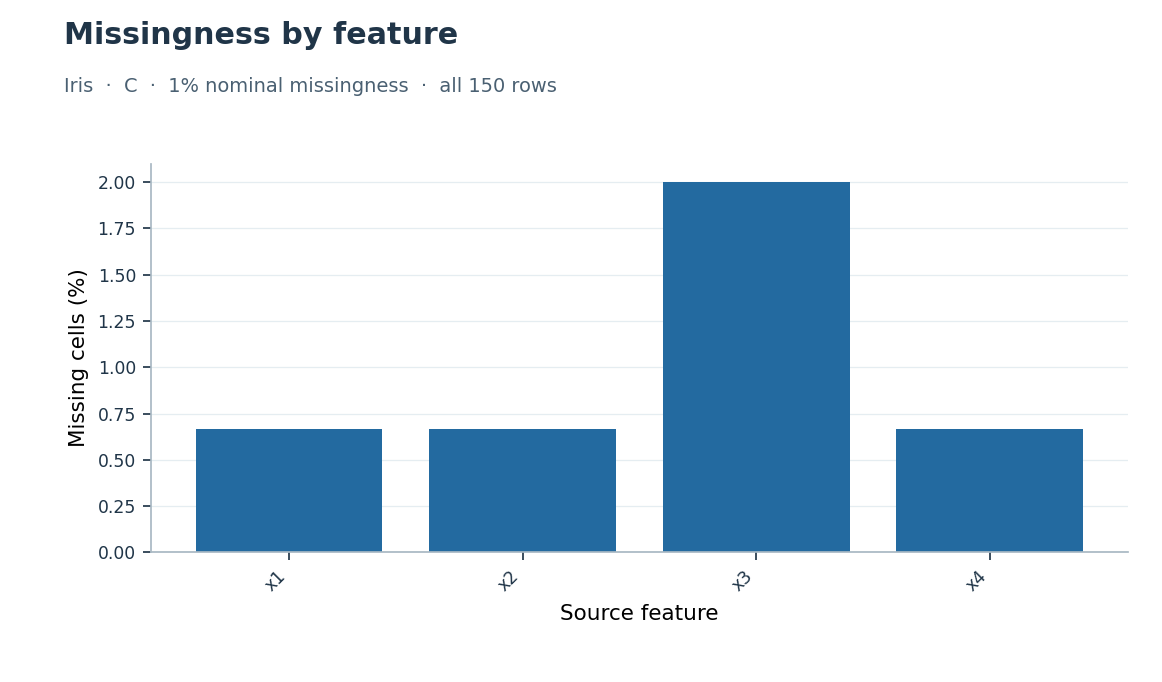 Missingness by feature
Iris · C · 1% nominal missingness · all 150 rows
Missing cells (%)
2.00
1.75
1.50
1.25
1.00
0.75
0.50
0.25
0.00
x1 x2 x3 x4
Source feature